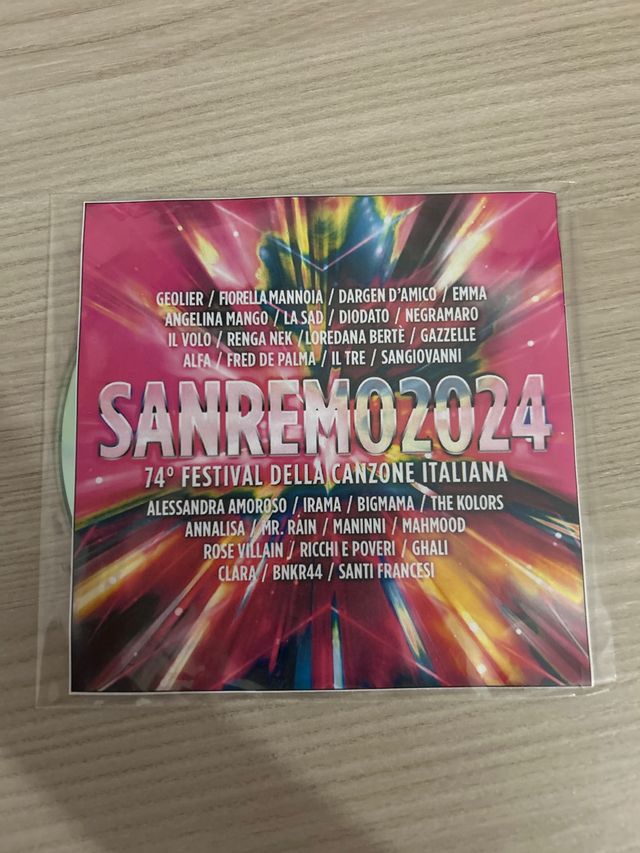 GEOLIER / FIORELLA MANNOIA / DARGEN D'AMICO / EMMA
ANGELINA MANGO / LA SAD / DIODATO / NEGRAMARO
IL VOLO / RENGA NEK / LOREDANA BERTÈ / GAZZELLE
ALFA / FRED DE PALMA / IL TRE / SANGIOVANNI
SANREMO2024
74º FESTIVAL DELLA CANZONE ITALIANA
ALESSANDRA AMOROSO / IRAMA / BIGMAMA / THE KOLORS
ANNALISA / MR. RAIN / MANINNI / MAHMOOD
ROSE VILLAIN / RICCHI E POVERI / GHALI
CLARA / BNKR44 / SANTI FRANCESI